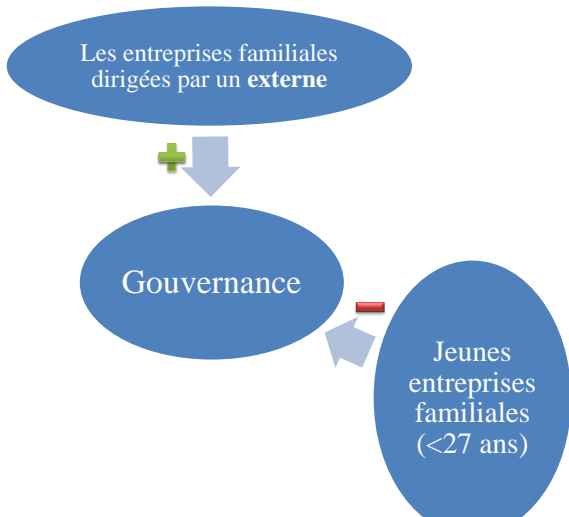 Les entreprises familiales
dirigées par un externe
Gouvernance
Jeunes
entreprises
familiales
(<27 ans)